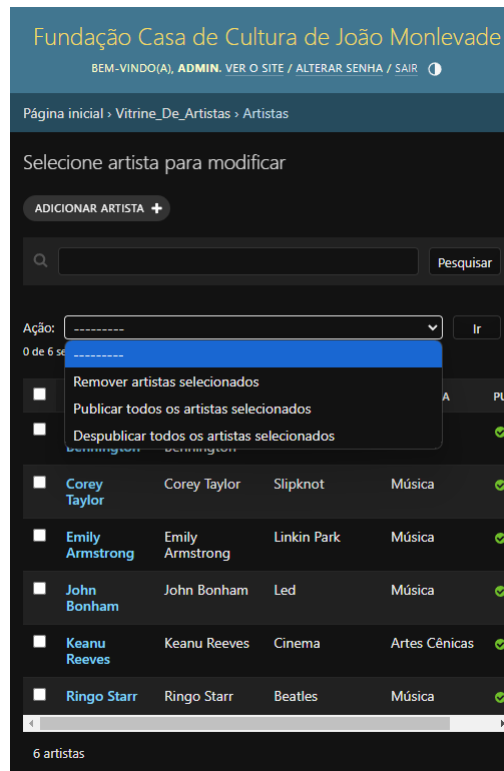 Fundação Casa de Cultura de João Monlevade
BEM-VINDO(A), ADMIN. VER O SITE / ALTERAR SENHA / SAIR
Página inicial › Vitrine_De_Artistas › Artistas
Selecione artista para modificar
ADICIONAR ARTISTA +
Pesquisar
Ação: --------- Ir
0 de 6
---------
Remover artistas selecionados
Publicar todos os artistas selecionados
Despublicar todos os artistas selecionados
Bennington Bennington
Corey Taylor Corey Taylor Slipknot Música
Emily Armstrong Emily Armstrong Linkin Park Música
John Bonham John Bonham Led Música
Keanu Reeves Keanu Reeves Cinema Artes Cênicas
Ringo Starr Ringo Starr Beatles Música
6 artistas